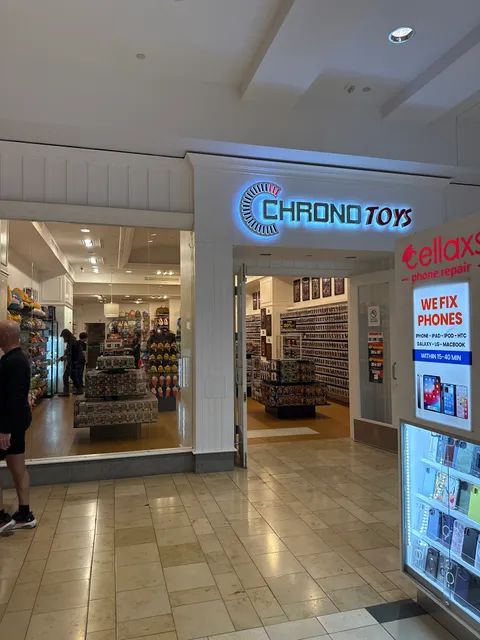 CHRONO TOYS
cellaxs
phone repair
WE FIX
PHONES
IPHONE - IPAD - IPOD - HTC
GALAXY - LG - MACBOOK
WITHIN 15-40 MIN